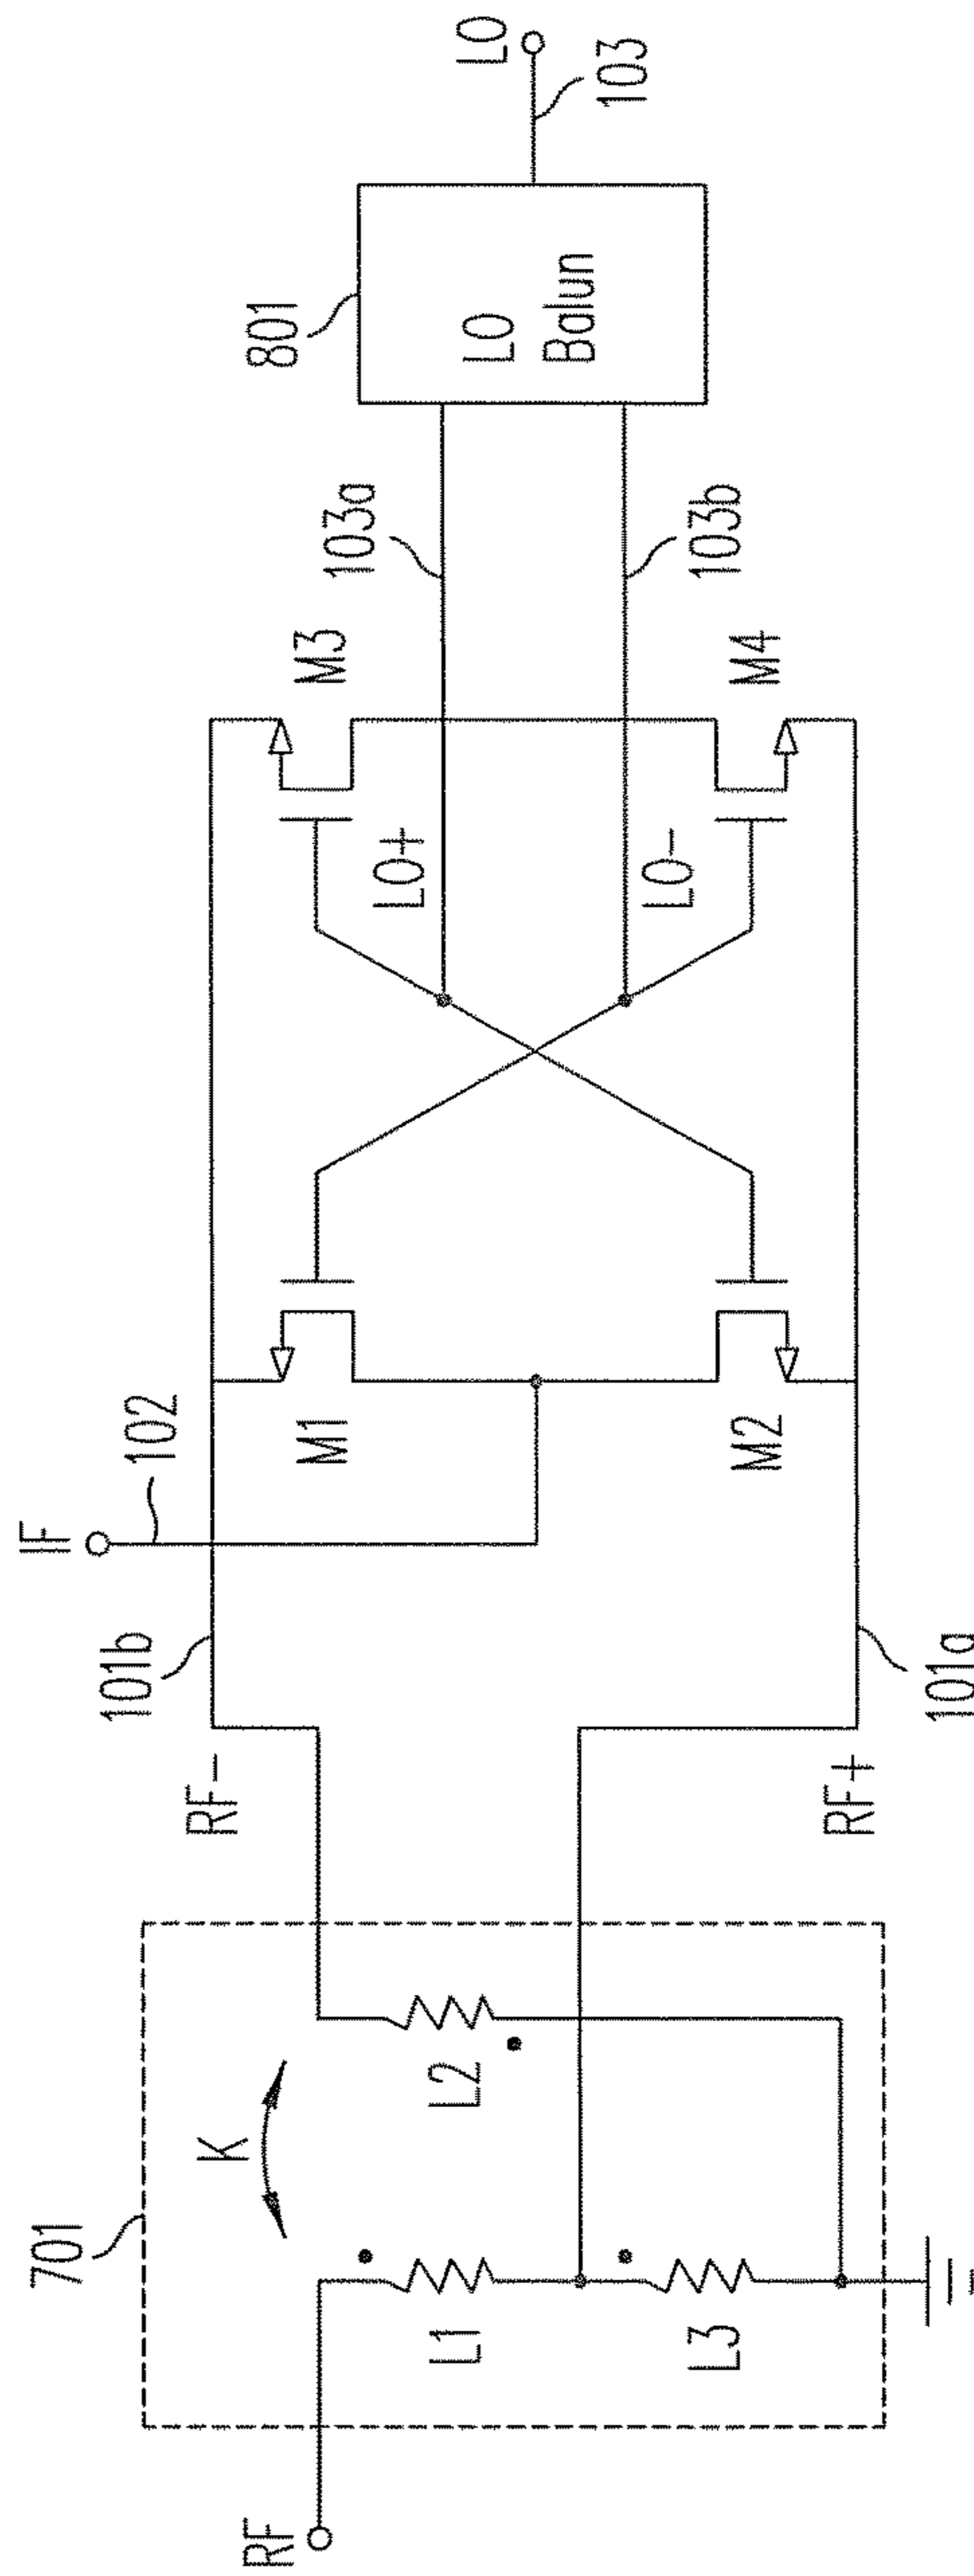 RF
701
K
L1
L2
L3
RF-
RF+
101b
101a
IF
102
M1
M2
LO+
LO-
M3
M4
103a
103b
801
LO
Balun
LO
103